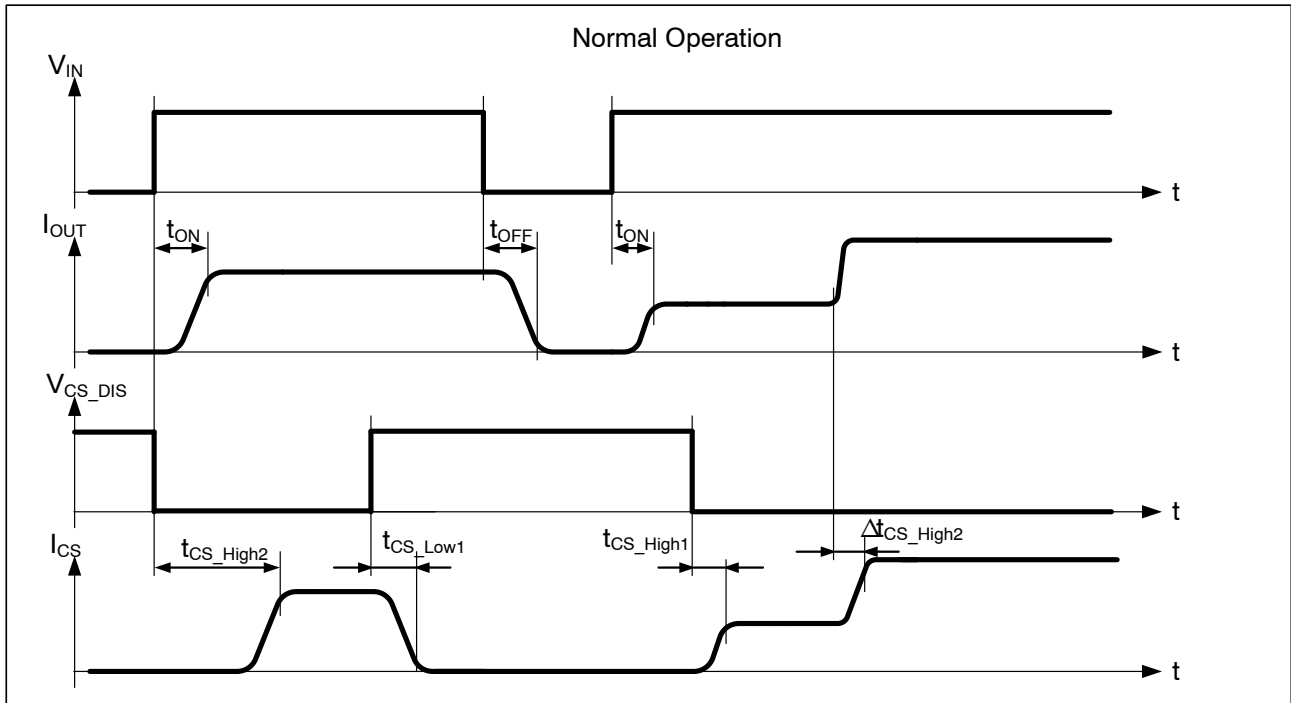 Normal Operation
V_IN
t
I_OUT
t_ON
t_OFF
t_ON
t
V_CS_DIS
t
I_CS
t_CS_High2
t_CS_Low1
t_CS_High1
Δt_CS_High2
t